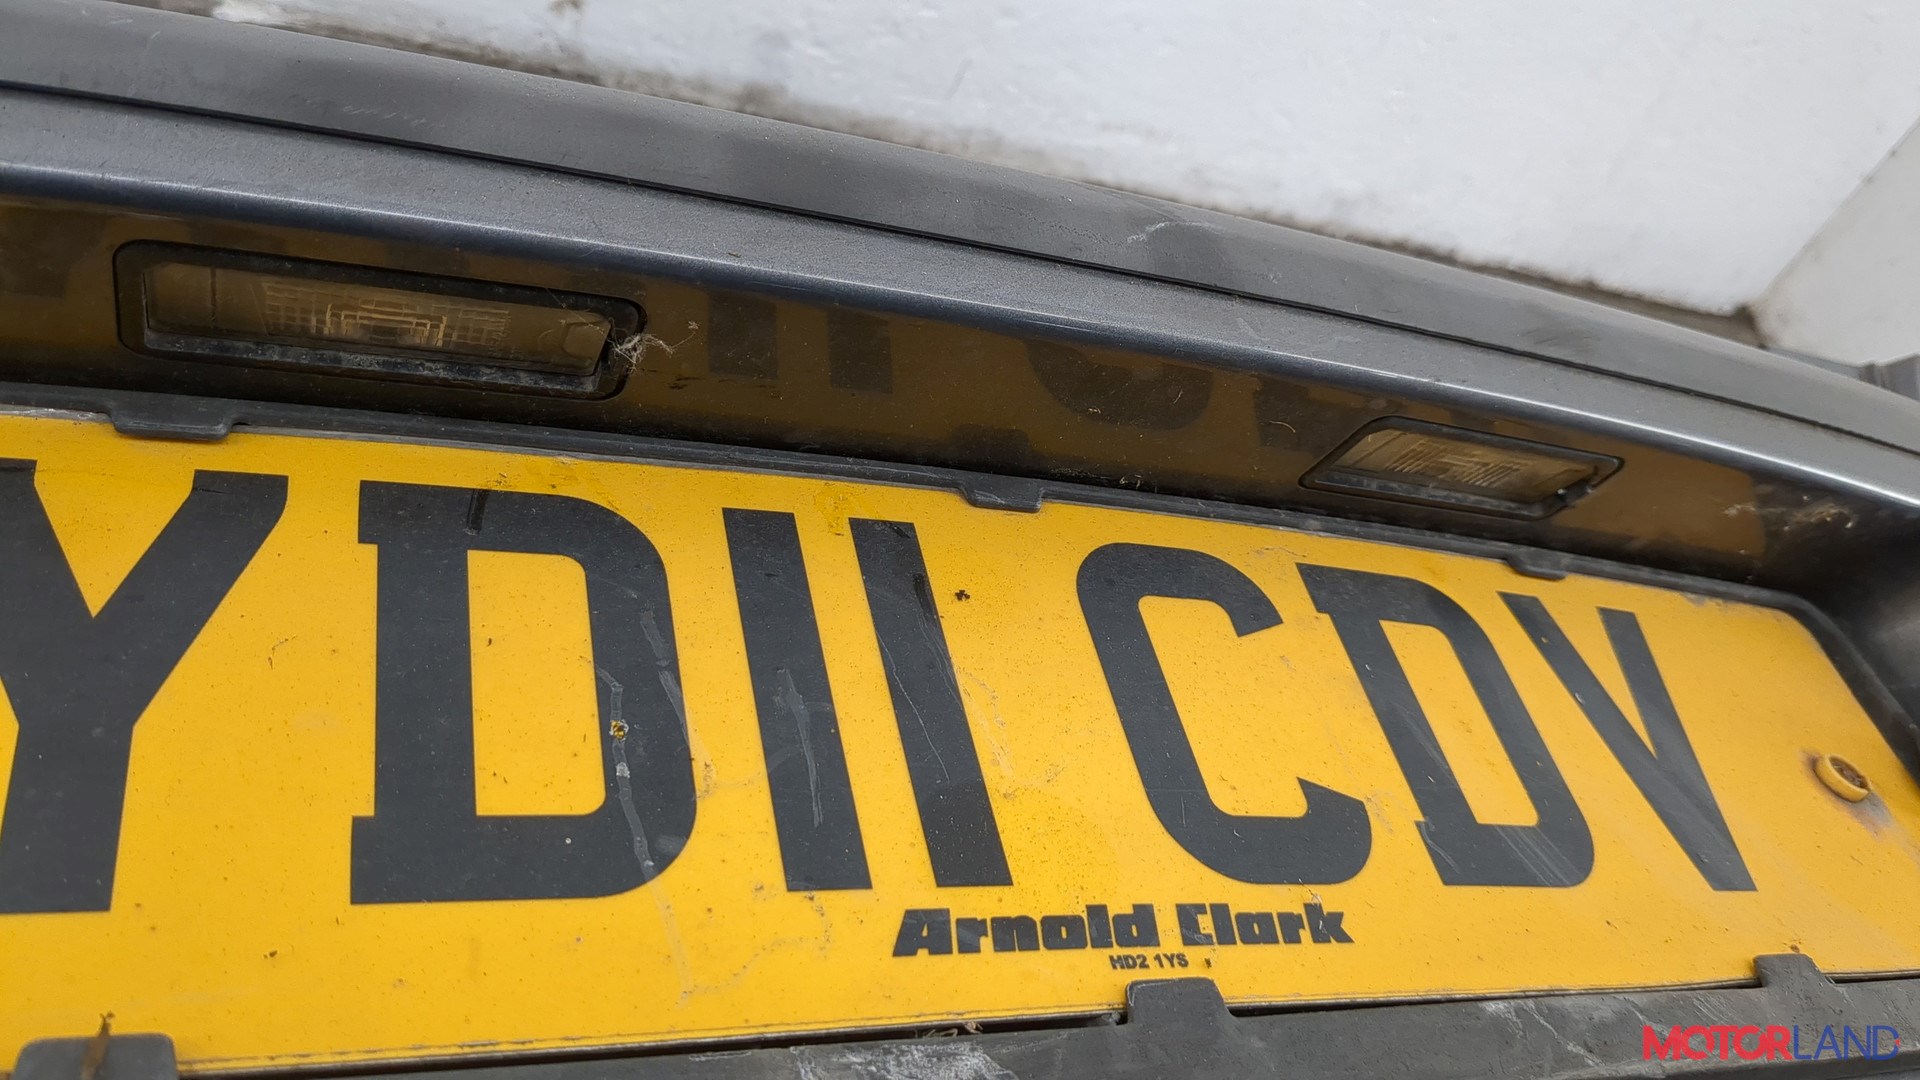 YD11 CDV
Arnold Clark
HD2 1YS
MOTORLAND